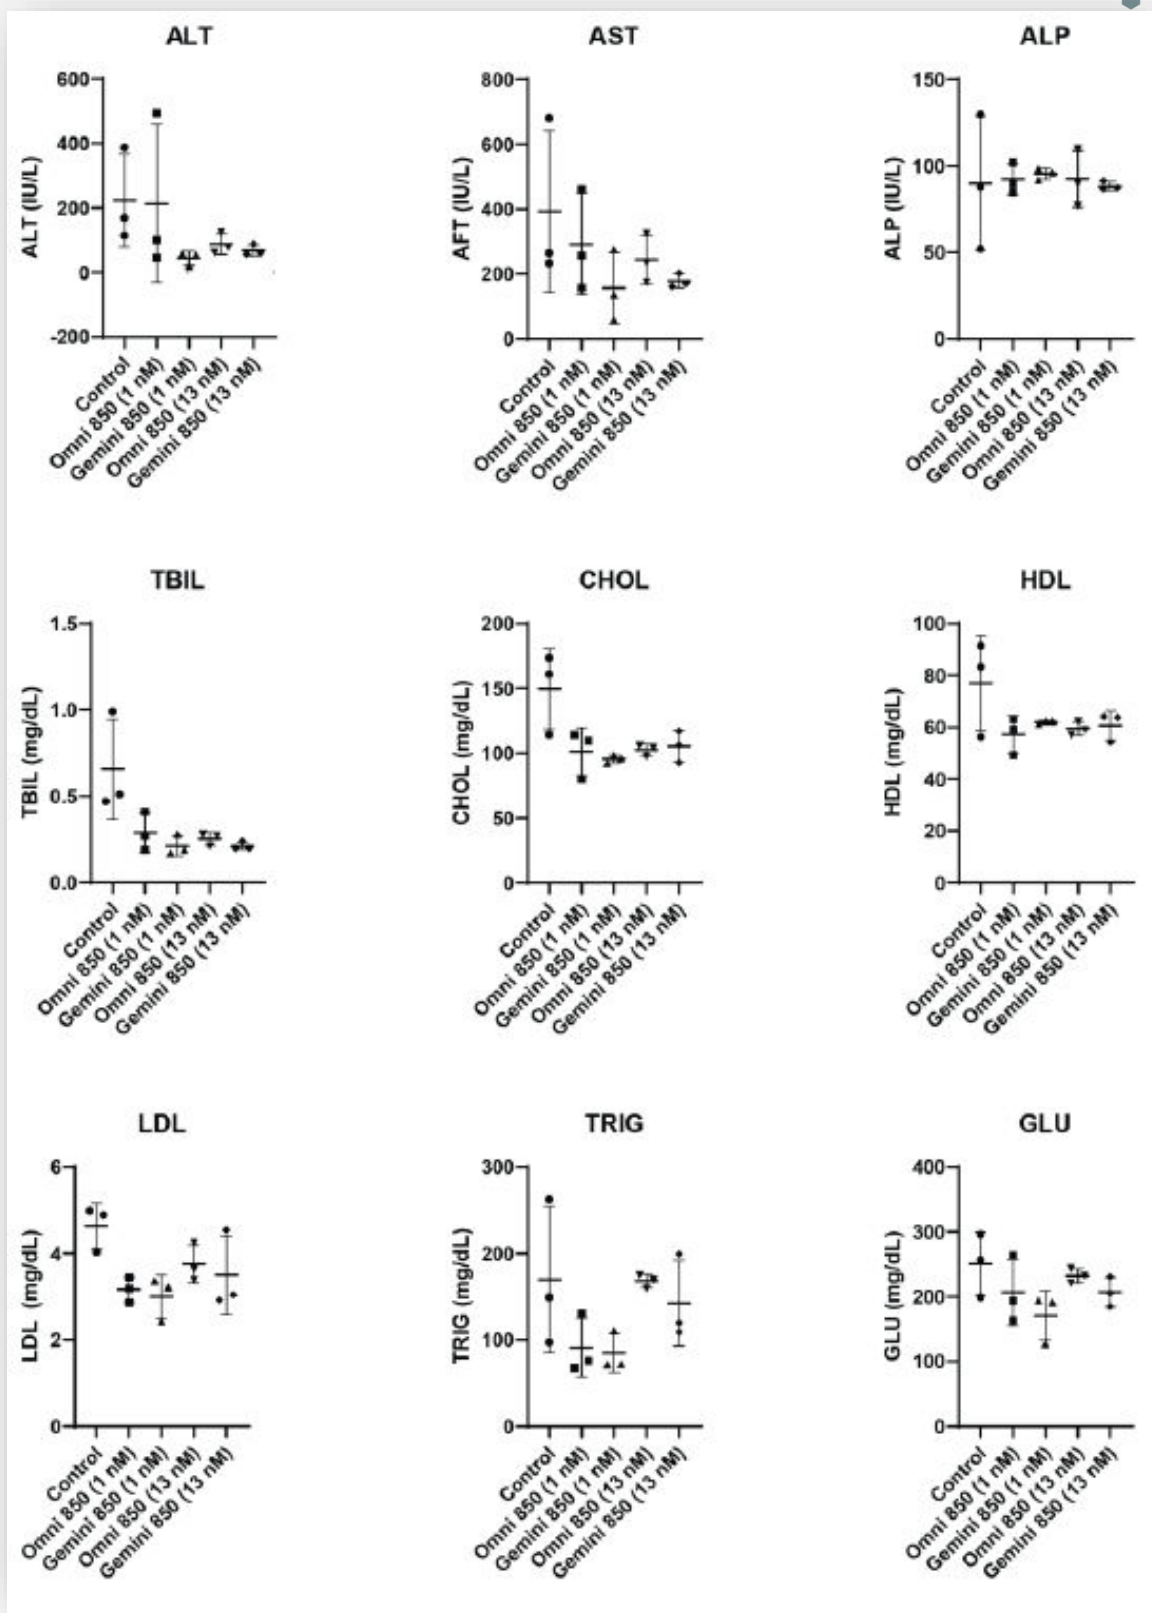 ALT
ALT (IU/L)
600
400
200
0
-200
Control
Omni 850 (1 nM)
Gemini 850 (1 nM)
Omni 850 (13 nM)
Gemini 850 (13 nM)
AST
AFT (IU/L)
800
600
400
200
0
Control
Omni 850 (1 nM)
Gemini 850 (1 nM)
Omni 850 (13 nM)
Gemini 850 (13 nM)
ALP
ALP (IU/L)
150
100
50
0
Control
Omni 850 (1 nM)
Gemini 850 (1 nM)
Omni 850 (13 nM)
Gemini 850 (13 nM)
TBIL
TBIL (mg/dL)
1.5
1.0
0.5
0.0
Control
Omni 850 (1 nM)
Gemini 850 (1 nM)
Omni 850 (13 nM)
Gemini 850 (13 nM)
CHOL
CHOL (mg/dL)
200
150
100
50
0
Control
Omni 850 (1 nM)
Gemini 850 (1 nM)
Omni 850 (13 nM)
Gemini 850 (13 nM)
HDL
HDL (mg/dL)
100
80
60
40
20
0
Control
Omni 850 (1 nM)
Gemini 850 (1 nM)
Omni 850 (13 nM)
Gemini 850 (13 nM)
LDL
LDL (mg/dL)
6
4
2
0
Control
Omni 850 (1 nM)
Gemini 850 (1 nM)
Omni 850 (13 nM)
Gemini 850 (13 nM)
TRIG
TRIG (mg/dL)
300
200
100
0
Control
Omni 850 (1 nM)
Gemini 850 (1 nM)
Omni 850 (13 nM)
Gemini 850 (13 nM)
GLU
GLU (mg/dL)
400
300
200
100
0
Control
Omni 850 (1 nM)
Gemini 850 (1 nM)
Omni 850 (13 nM)
Gemini 850 (13 nM)